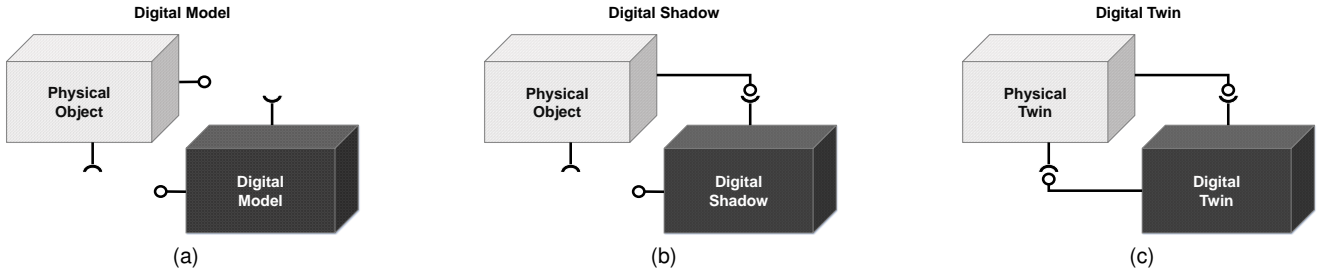 Digital Model
Digital Shadow
Digital Twin
Physical
Object
Digital
Model
(a)
Physical
Object
Digital
Shadow
(b)
Physical
Twin
Digital
Twin
(c)